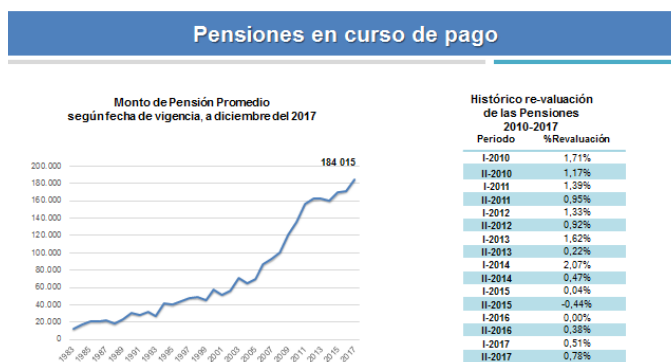 Pensiones en curso de pago
Monto de Pensión Promedio
según fecha de vigencia, a diciembre del 2017
184 015
200.000
180.000
160.000
140.000
120.000
100.000
80.000
60.000
40.000
20.000
0
1983 1985 1987 1989 1991 1993 1995 1997 1999 2001 2003 2005 2007 2009 2011 2013 2015 2017
Histórico re-valuación
de las Pensiones
2010-2017
Periodo %Revaluación
I-2010 1,71%
II-2010 1,17%
I-2011 1,39%
II-2011 0,95%
I-2012 1,33%
II-2012 0,92%
I-2013 1,62%
II-2013 0,22%
I-2014 2,07%
II-2014 0,47%
I-2015 0,04%
II-2015 -0,44%
I-2016 0,00%
II-2016 0,38%
I-2017 0,51%
II-2017 0,78%